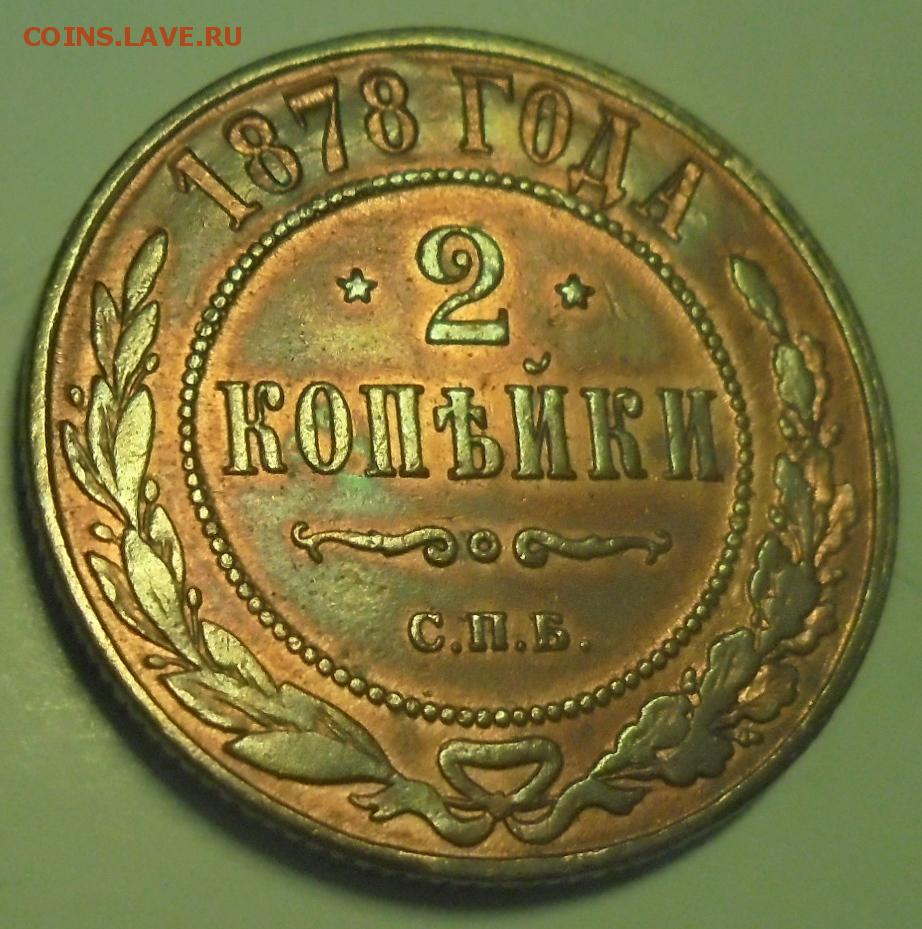 COINS.LAVE.RU
1878 ГОДА
2
КОПѢЙКИ
С.П.Б.